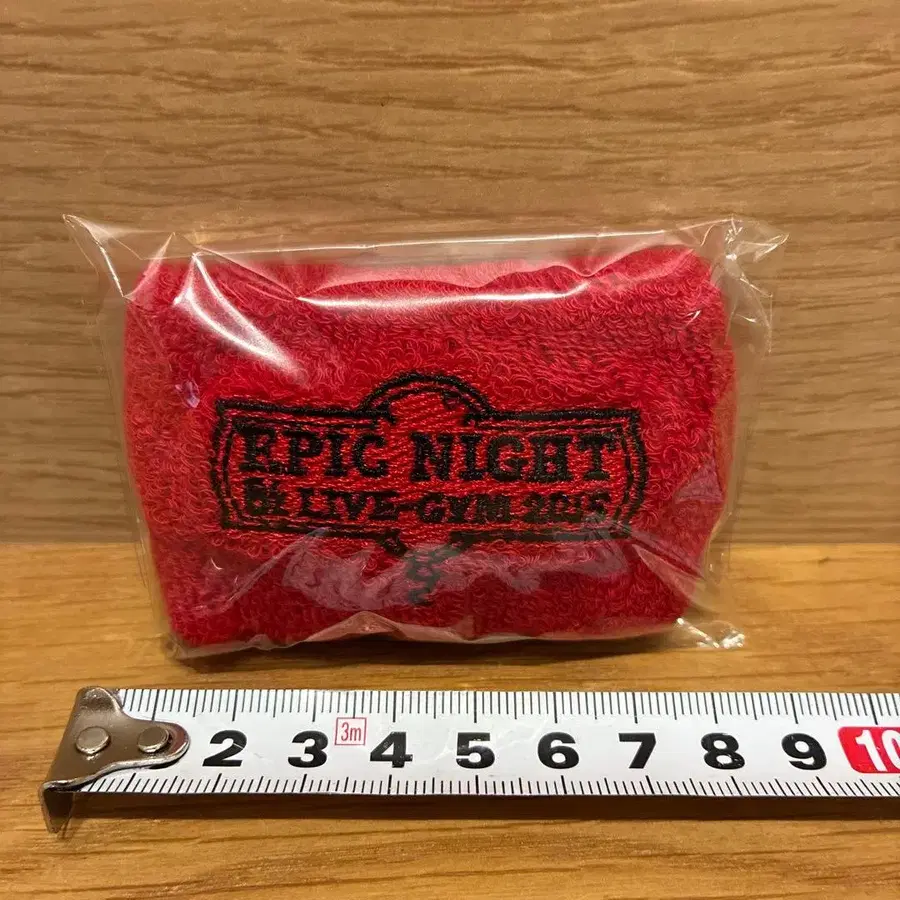 EPIC NIGHT
B'z LIVE-GYM 2015
3m
2 3 4 5 6 7 8 9 10